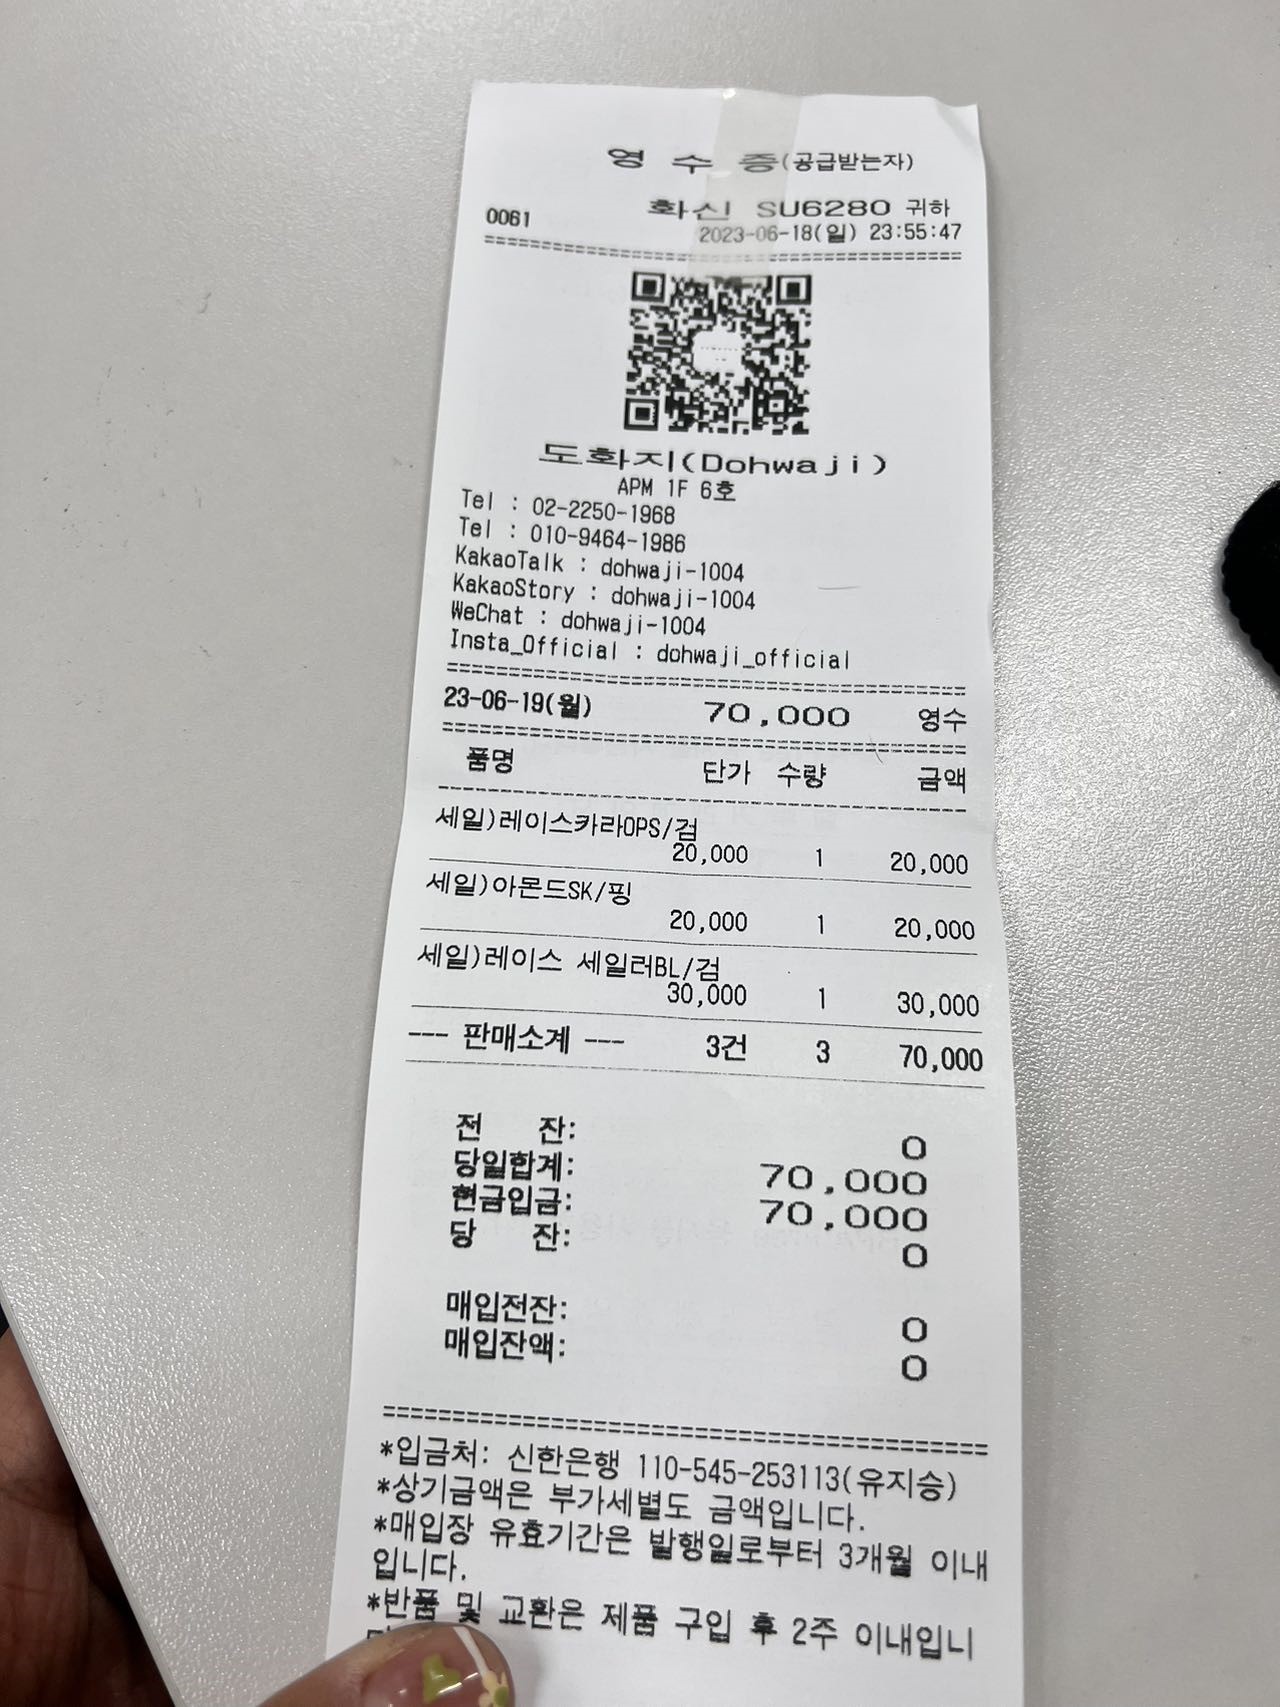 영 수 증(공급받는자)
0061 화신 SU6280 귀하
2023-06-18(일) 23:55:47
도화지(Dohwaji)
APM 1F 6호
Tel : 02-2250-1968
Tel : 010-9464-1986
KakaoTalk : dohwaji-1004
KakaoStory : dohwaji-1004
WeChat : dohwaji-1004
Insta_Official : dohwaji_official
23-06-19(월) 70,000 영수
품명 단가 수량 금액
세일)레이스카라OPS/검
20,000 1 20,000
세일)아몬드SK/핑
20,000 1 20,000
세일)레이스 세일러BL/검
30,000 1 30,000
--- 판매소계 --- 3건 3 70,000
전 잔: 0
당일합계: 70,000
현금입금: 70,000
당 잔: 0
매입전잔: 0
매입잔액: 0
*입금처: 신한은행 110-545-253113(유지승)
*상기금액은 부가세별도 금액입니다.
*매입장 유효기간은 발행일로부터 3개월 이내
입니다.
*반품 및 교환은 제품 구입 후 2주 이내입니